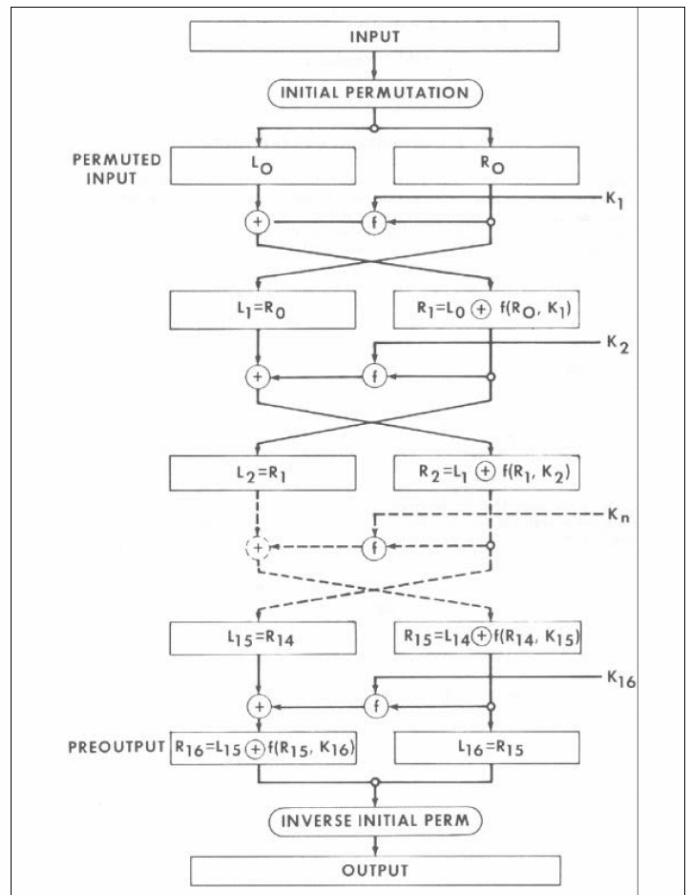 INPUT
INITIAL PERMUTATION
PERMUTED
INPUT
L₀
R₀
K₁
+
f
L₁=R₀
R₁=L₀ ⊕ f(R₀, K₁)
K₂
+
f
L₂=R₁
R₂=L₁ ⊕ f(R₁, K₂)
Kₙ
+
f
L₁₅=R₁₄
R₁₅=L₁₄⊕f(R₁₄, K₁₅)
K₁₆
+
f
PREOUTPUT
R₁₆=L₁₅⊕f(R₁₅, K₁₆)
L₁₆=R₁₅
INVERSE INITIAL PERM
OUTPUT